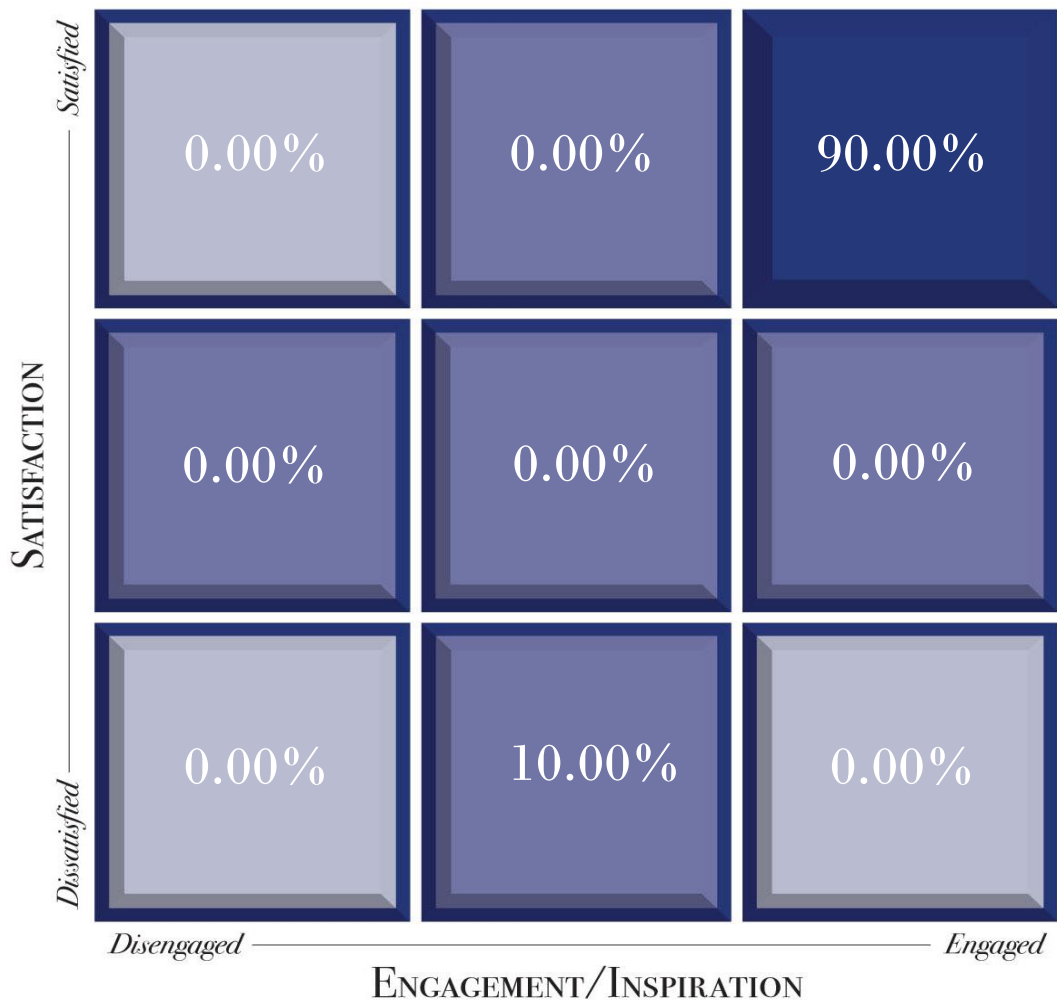 Satisfied
0.00%
0.00%
90.00%
SATISFACTION
0.00%
0.00%
0.00%
Dissatisfied
0.00%
10.00%
0.00%
Disengaged
Engaged
ENGAGEMENT/INSPIRATION